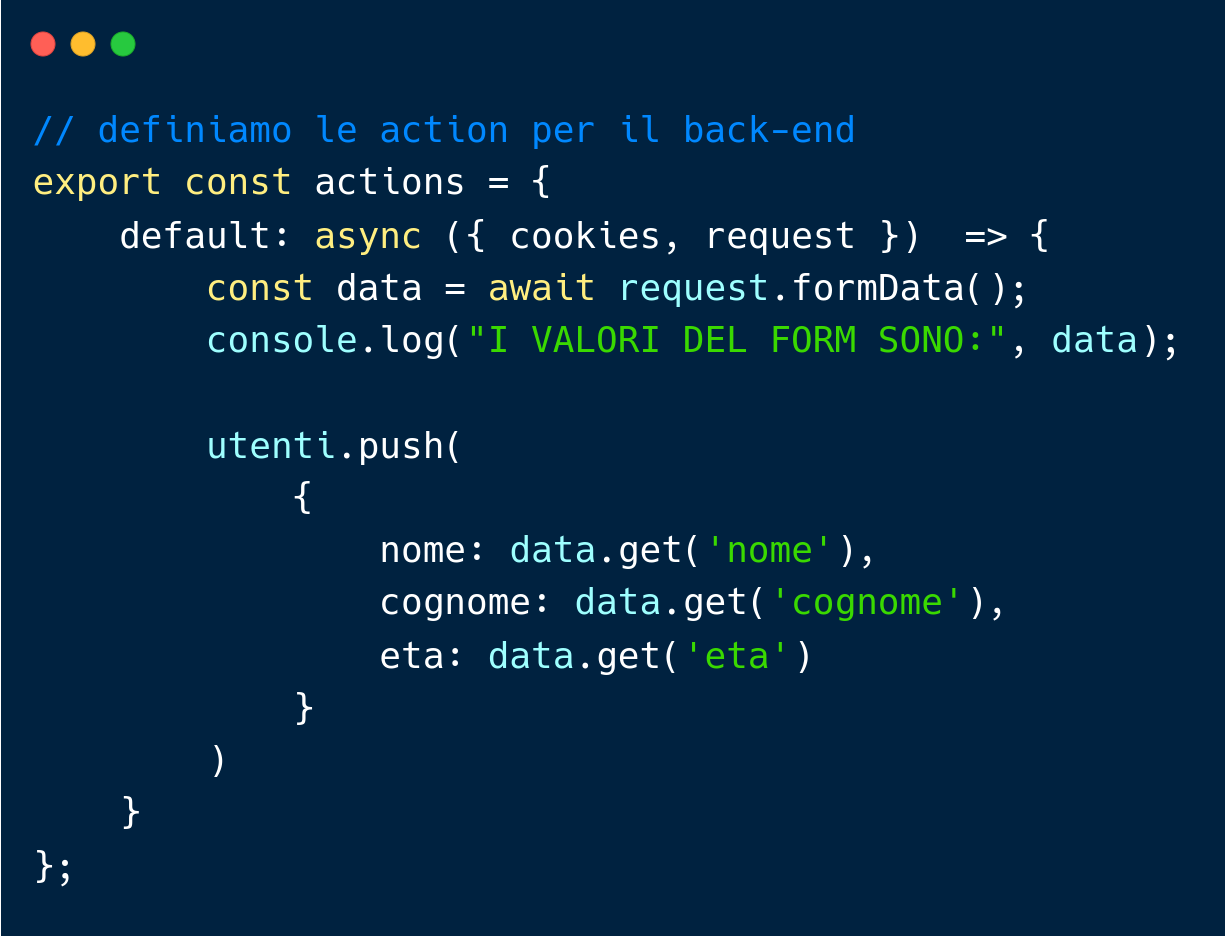 // definiamo le action per il back-end
export const actions = {
    default: async ({ cookies, request })  => {
        const data = await request.formData();
        console.log("I VALORI DEL FORM SONO:", data);

        utenti.push(
            {
                nome: data.get('nome'),
                cognome: data.get('cognome'),
                eta: data.get('eta')
            }
        )
    }
};